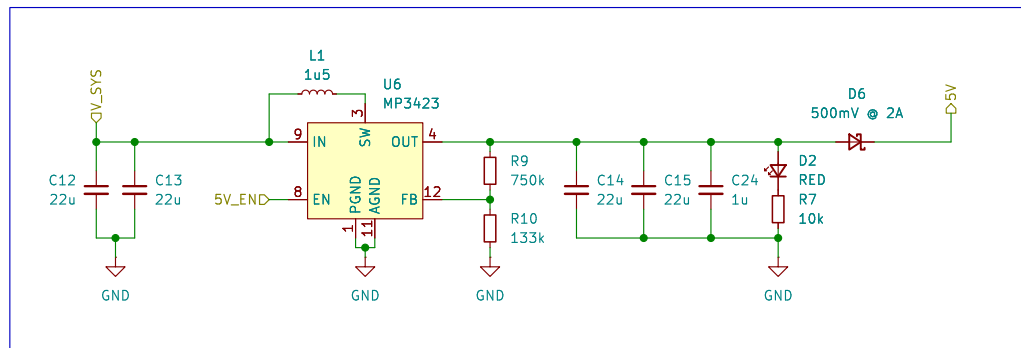 V_SYS
L1
1u5
U6
MP3423
3
SW
9
IN
OUT
4
8
EN
FB
12
5V_EN
PGND
AGND
1
11
C12
22u
C13
22u
R9
750k
R10
133k
C14
22u
C15
22u
C24
1u
D2
RED
R7
10k
D6
500mV @ 2A
5V
GND
GND
GND
GND